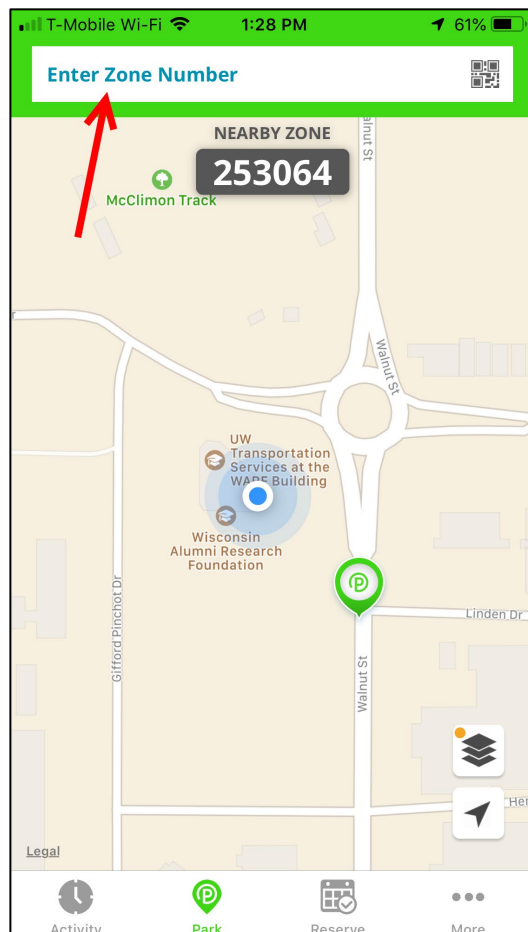 T-Mobile Wi-Fi 1:28 PM 61%
Enter Zone Number
NEARBY ZONE
253064
McClimon Track
Walnut St
UW
Transportation
Services at the
WARF Building
Wisconsin
Alumni Research
Foundation
Gifford Pinchot Dr
Linden Dr
Walnut St
Legal
Activity
Park
Reserve
More